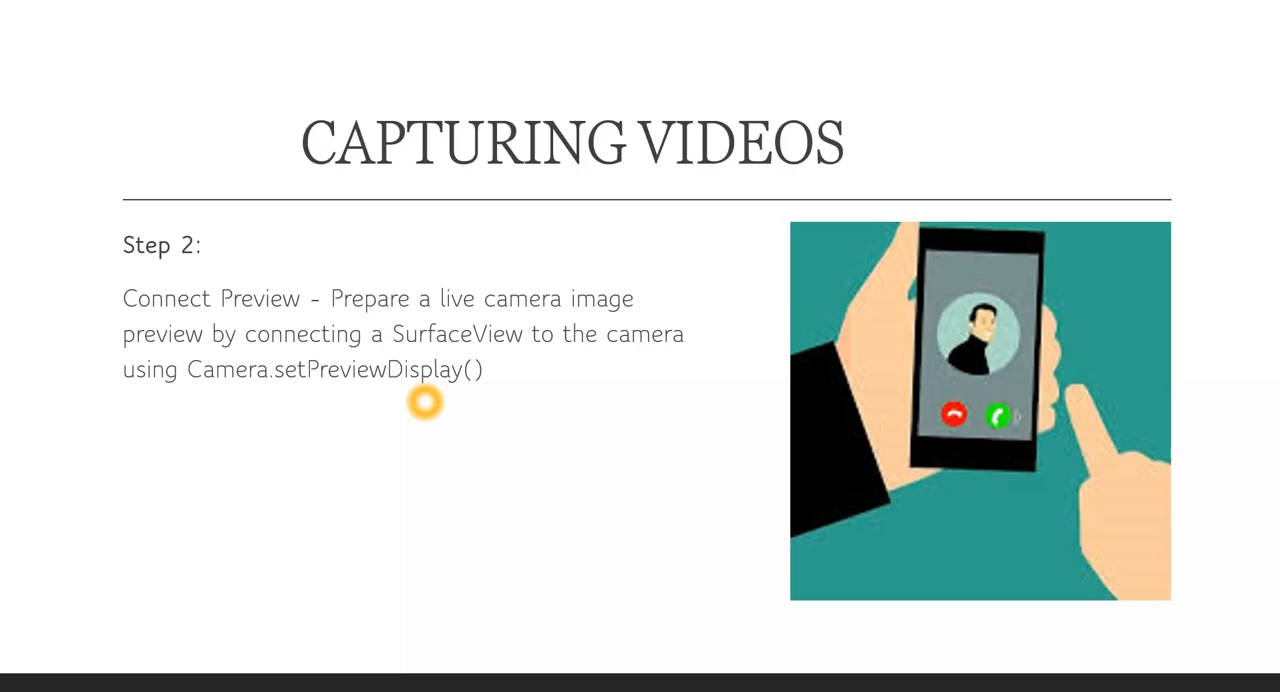 CAPTURING VIDEOS
Step 2:
Connect Preview - Prepare a live camera image
preview by connecting a SurfaceView to the camera
using Camera.setPreviewDisplay()